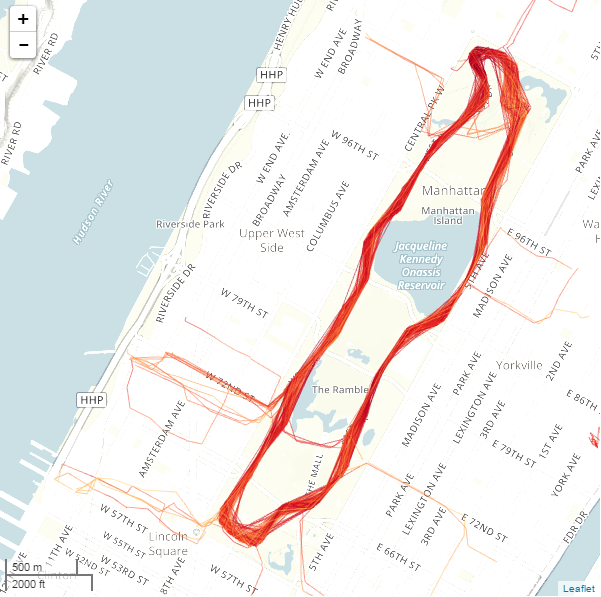 +
−
RIVER RD
RIVER RD
HENRY HUD
HHP
HHP
W END AVE
BROADWAY
CENTRAL PK W
W 96TH ST
W END AVE
AMSTERDAM AVE
BROADWAY
COLUMBUS AVE
RIVERSIDE DR
Hudson River
Riverside Park
Upper West
Side
Manhattan
Manhattan
Island
Jacqueline
Kennedy
Onassis
Reservoir
PARK AVE
E 96TH ST
5TH AVE
MADISON AVE
RIVERSIDE DR
W 79TH ST
HHP
W 72ND ST
The Ramble
Yorkville
PARK AVE
2ND AVE
MADISON AVE
LEXINGTON AVE
3RD AVE
E 86TH
AMSTERDAM AVE
E 79TH ST
1ST AVE
YORK AVE
THE MALL
PARK AVE
LEXINGTON AVE
3RD AVE
E 72ND ST
FDR DR
W 57TH ST
Lincoln
Square
W 55TH ST
W 53RD ST
W 52ND ST
11TH AVE
8TH AVE
W 57TH ST
5TH AVE
E 66TH ST
500 m
2000 ft
Leaflet